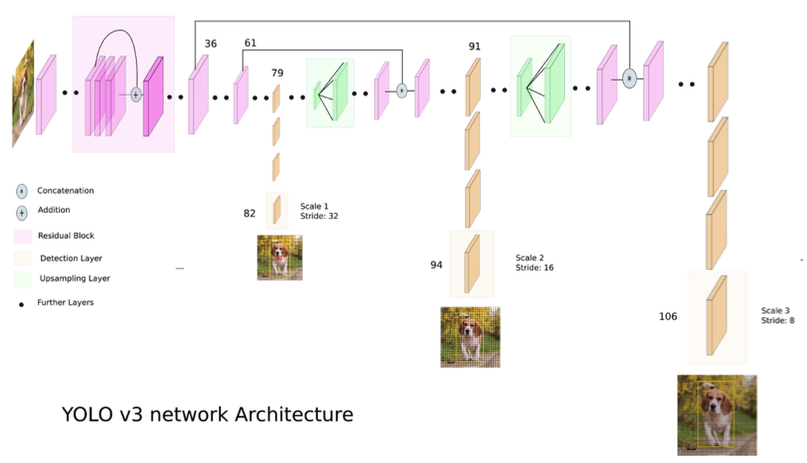 36
61
91
79
Concatenation
Addition
Residual Block
Detection Layer
Upsampling Layer
Further Layers
82
Scale 1
Stride: 32
94
Scale 2
Stride: 16
106
Scale 3
Stride: 8
YOLO v3 network Architecture